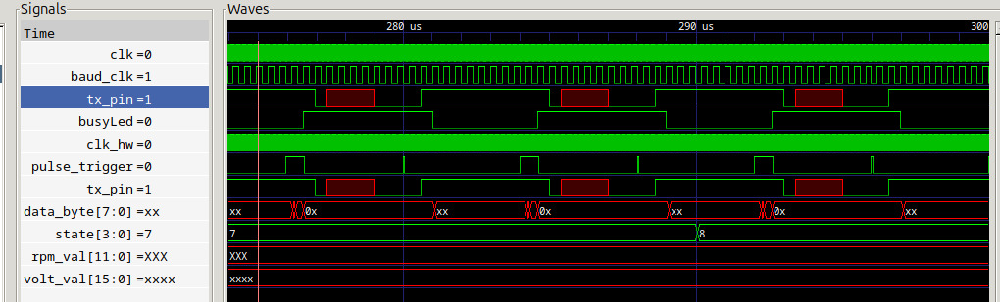 Signals
Waves
Time
280 us
290 us
300
clk =0
baud_clk =1
tx_pin =1
busyLed =0
clk_hw =0
pulse_trigger =0
tx_pin =1
data_byte[7:0] =xx
xx
0x
xx
0x
xx
0x
xx
state[3:0] =7
7
8
rpm_val[11:0] =XXX
XXX
volt_val[15:0] =xxxx
xxxx